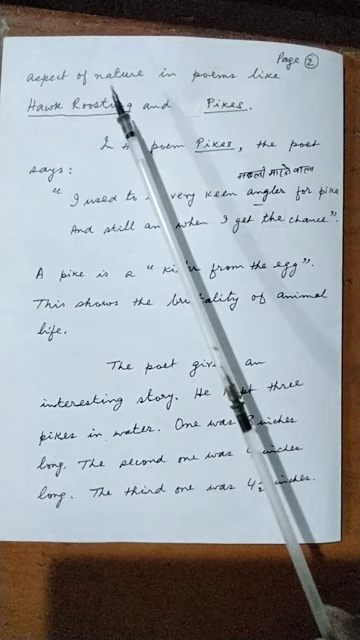 Page 2
aspect of nature in poems like
Hawk Roosting and Pikes.
In poem Pikes, the poet
says:
मछली मारने वाला
" I used to very keen angler for pike
And still am when I get the chance".
A pike is a " from the egg".
This shows the of animal
life.
The poet an
interesting story. He three
pikes in water. One was 3 inches
long. The second one was inches
long. The third one was 4½ inches.